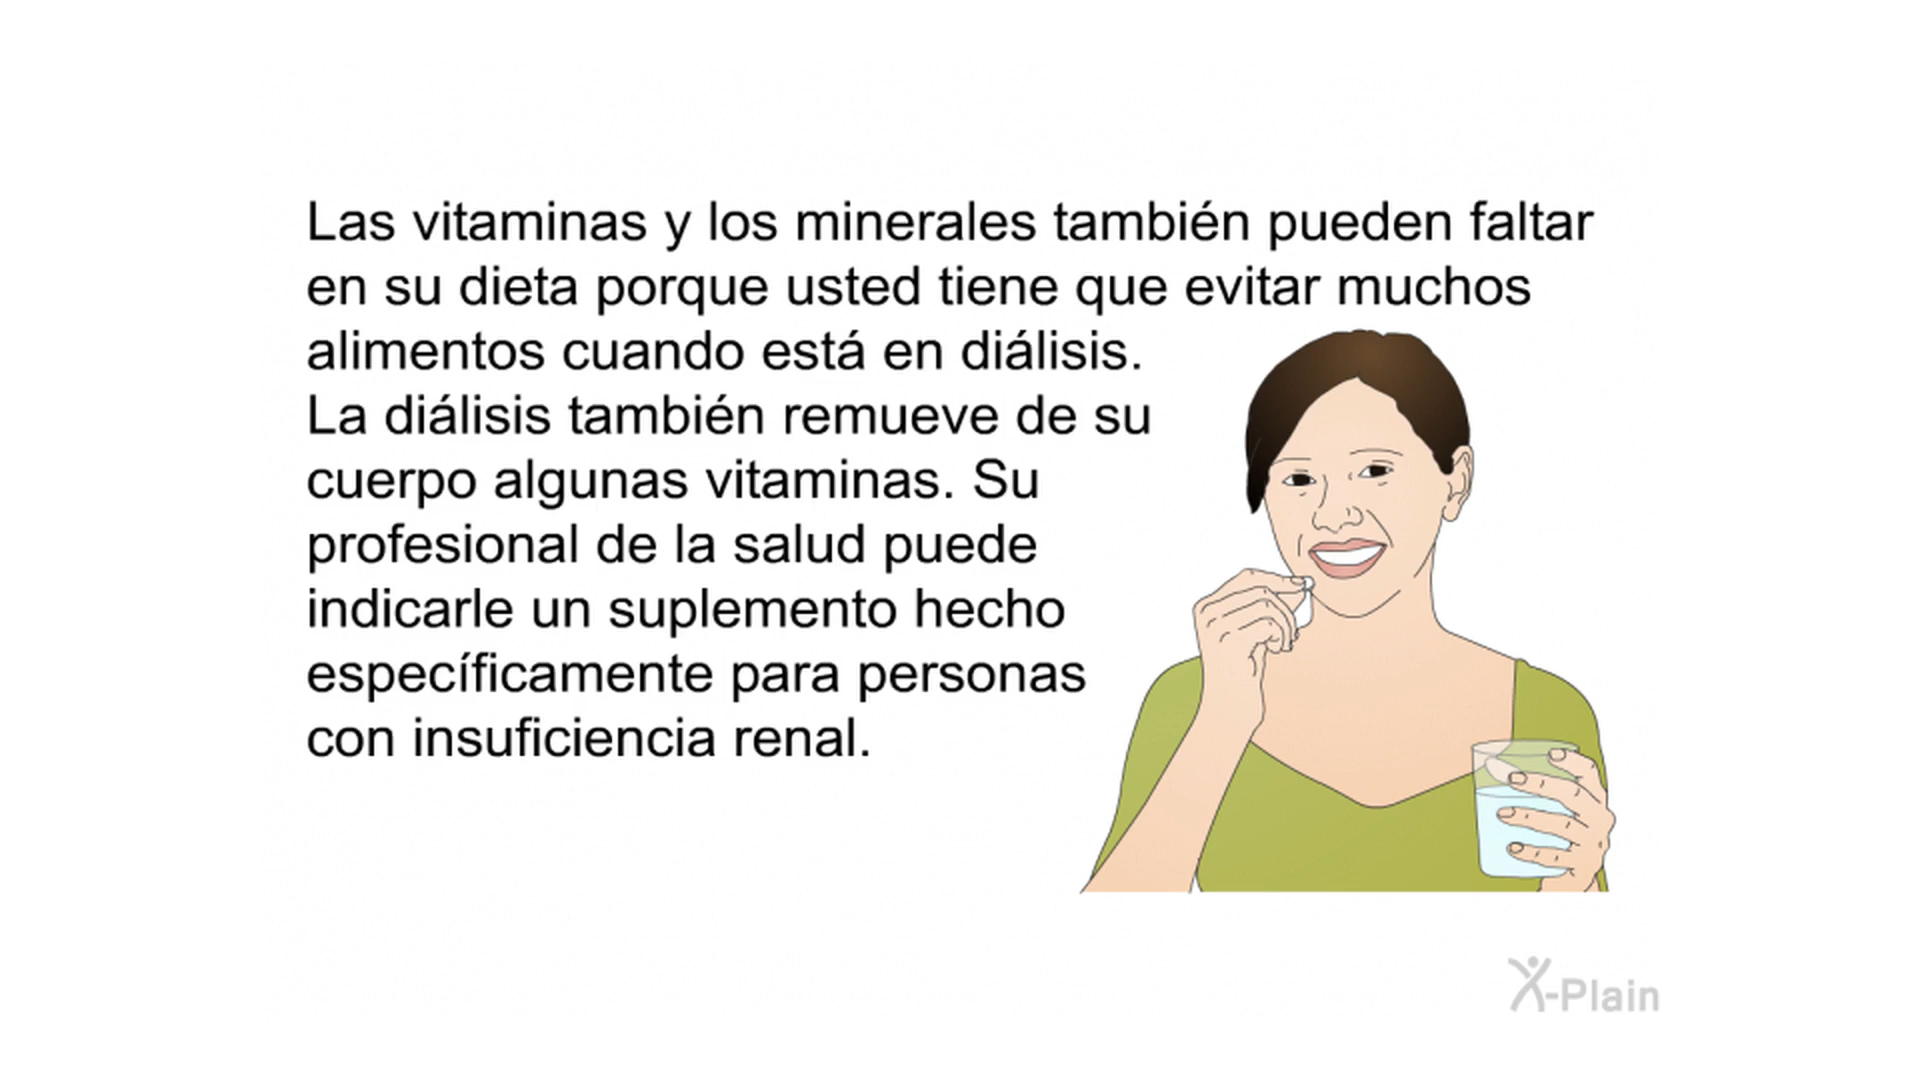 Las vitaminas y los minerales también pueden faltar
en su dieta porque usted tiene que evitar muchos
alimentos cuando está en diálisis.
La diálisis también remueve de su
cuerpo algunas vitaminas. Su
profesional de la salud puede
indicarle un suplemento hecho
específicamente para personas
con insuficiencia renal.
X-Plain